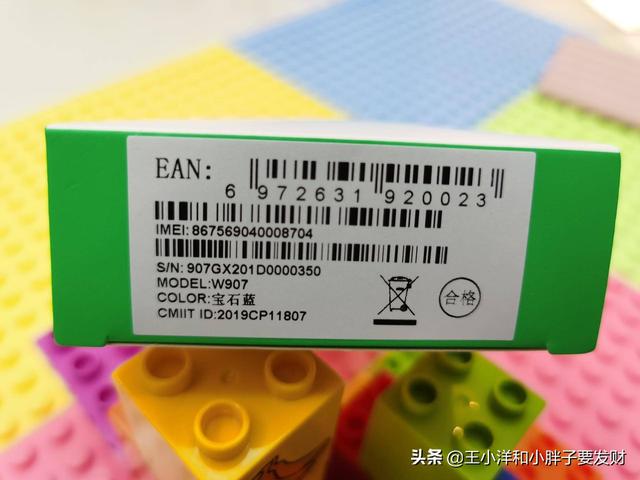 EAN:
6 972631 920023
IMEI: 867569040008704
S/N: 907GX201D0000350
MODEL:W907
COLOR:宝石蓝
CMIIT ID:2019CP11807
合格
头条 @王小洋和小胖子要发财